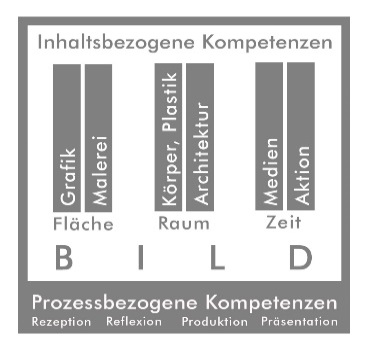 Inhaltsbezogene Kompetenzen
Grafik
Malerei
Körper, Plastik
Architektur
Medien
Aktion
Fläche Raum Zeit
B I L D
Prozessbezogene Kompetenzen
Rezeption Reflexion Produktion Präsentation